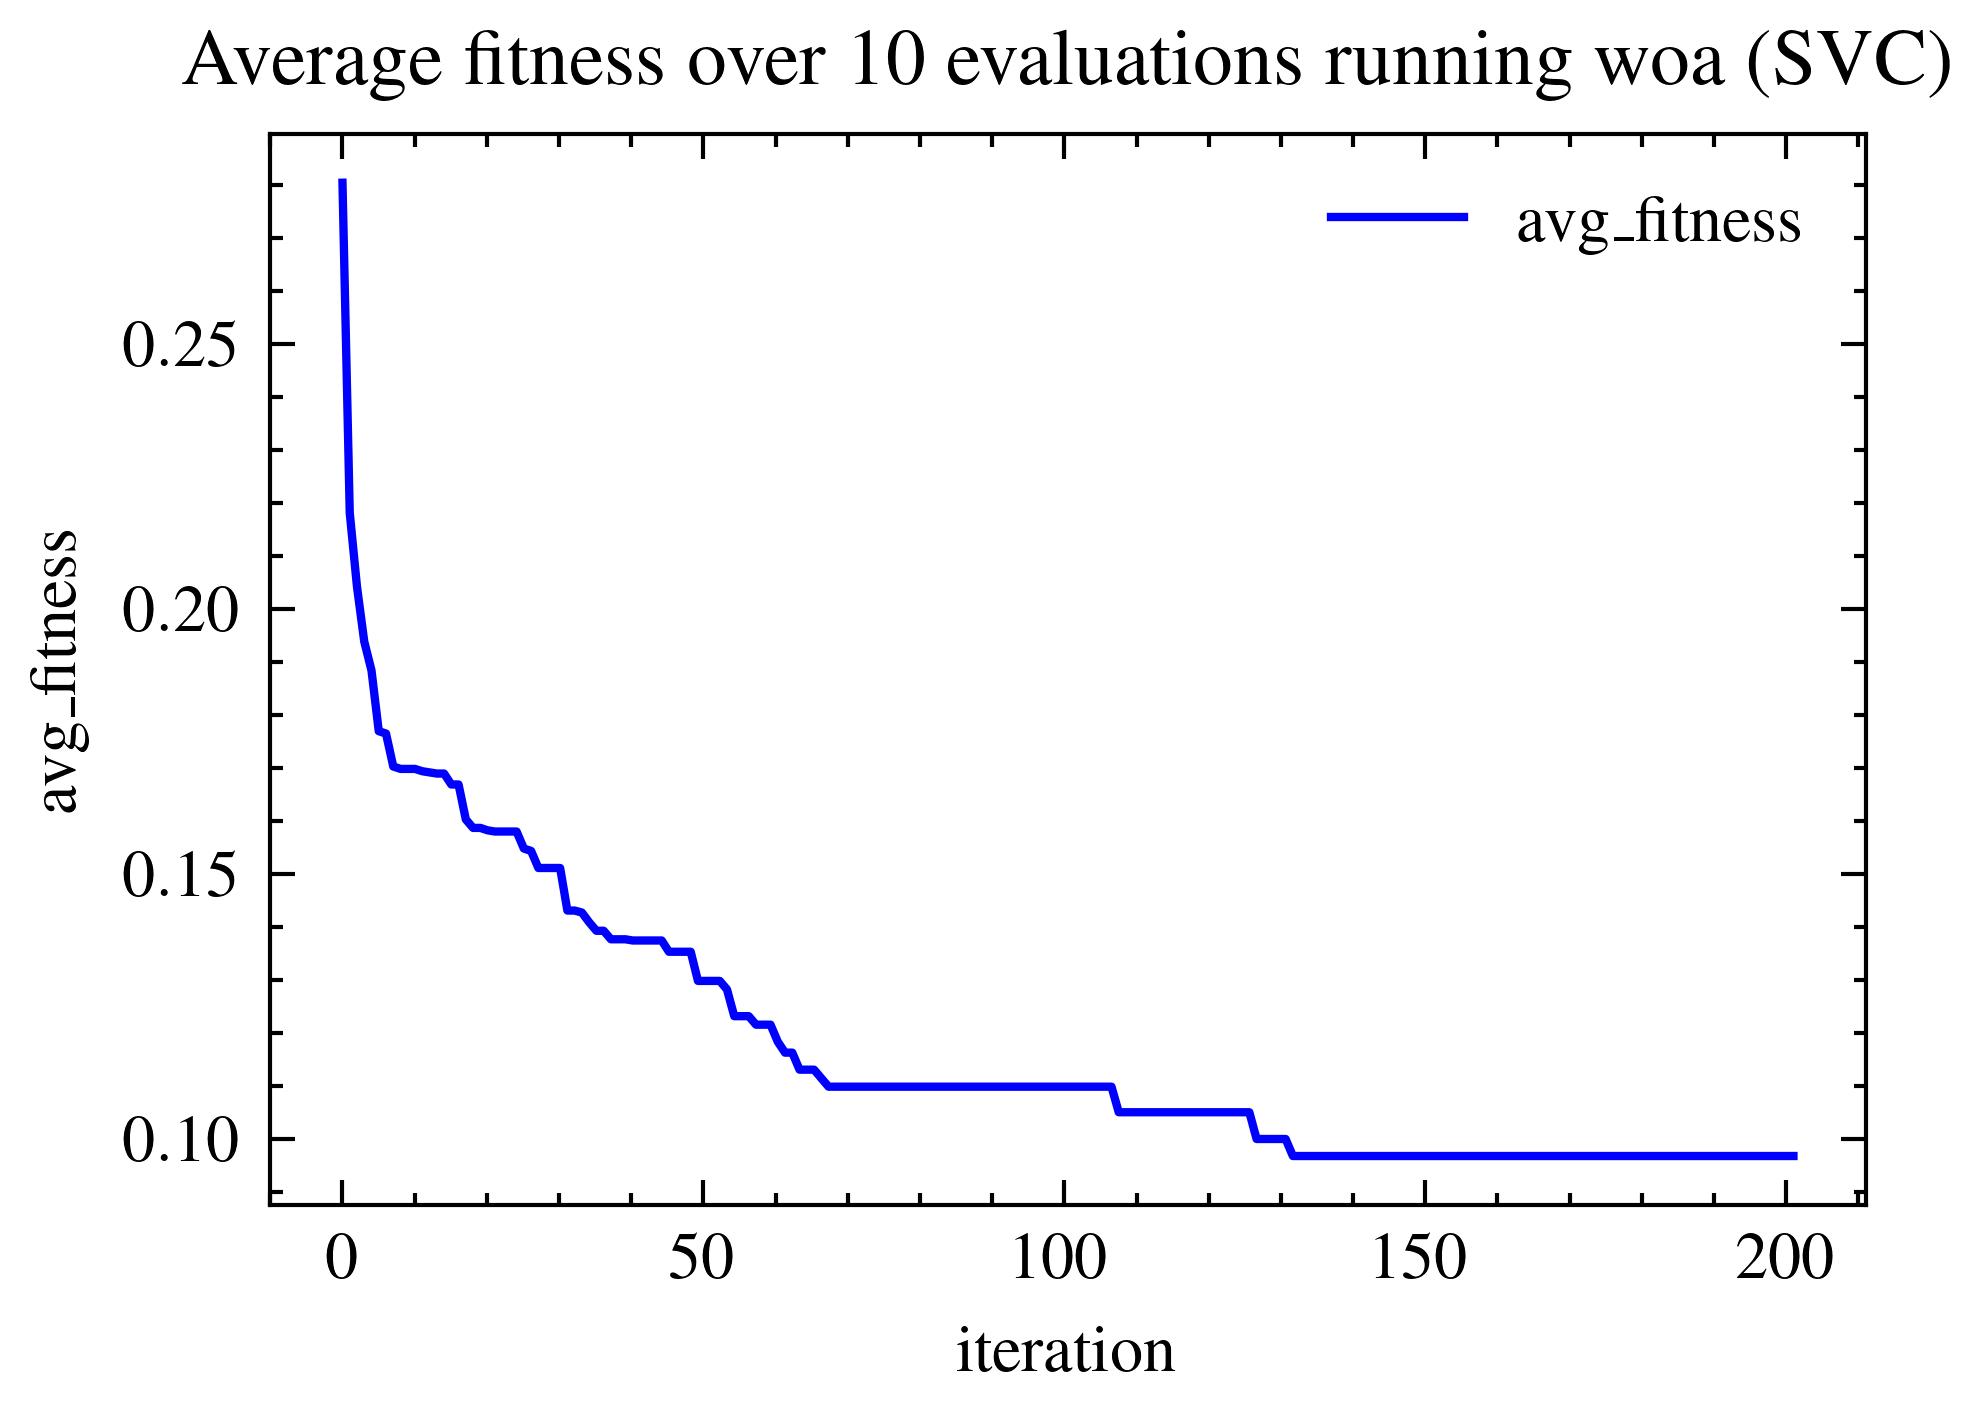 Average fitness over 10 evaluations running woa (SVC)
avg_fitness
0.25
0.20
0.15
0.10
avg_fitness
0 50 100 150 200
iteration